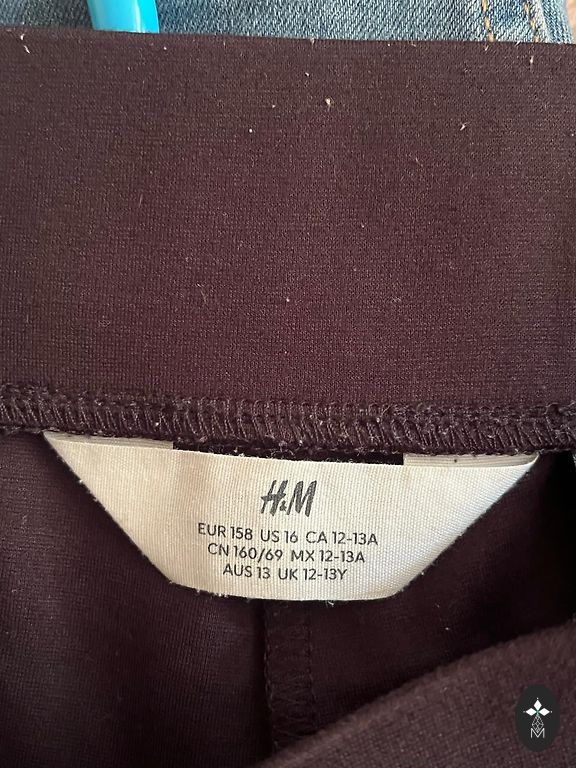 H&M
EUR 158 US 16 CA 12-13A
CN 160/69 MX 12-13A
AUS 13 UK 12-13Y
M